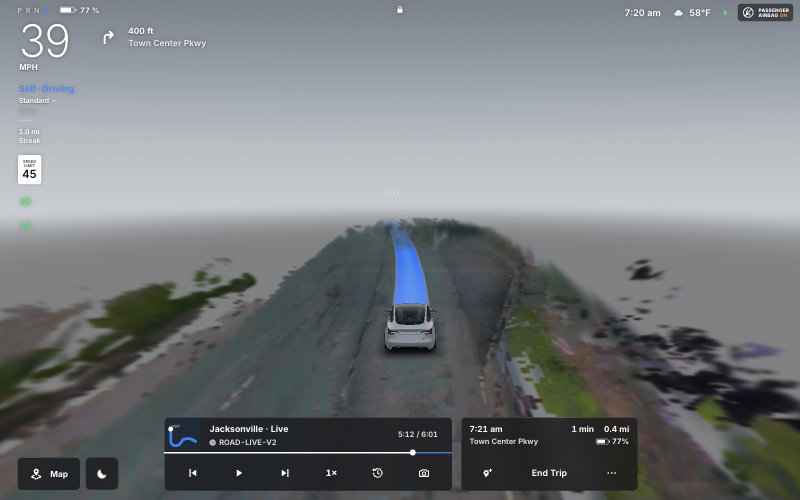 P R N
77 %
7:20 am
58°F
PASSENGER
AIRBAG ON
39
MPH
400 ft
Town Center Pkwy
Self-Driving
Standard
1.0 mi
Streak
SPEED
LIMIT
45
Jacksonville · Live
ROAD-LIVE-V2
5:12 / 6:01
1×
7:21 am
1 min
0.4 mi
Town Center Pkwy
77%
End Trip
Map